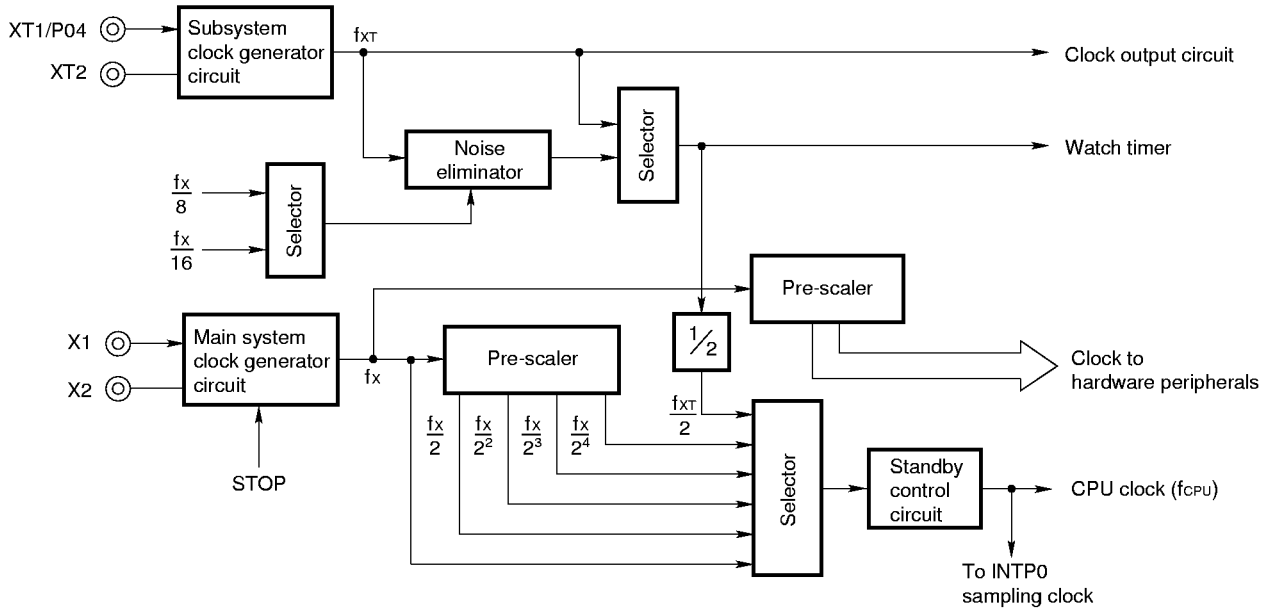 XT1/P04
XT2
Subsystem
clock generator
circuit
fXT
Clock output circuit
Noise
eliminator
Selector
Watch timer
fX
8
fX
16
Selector
Pre-scaler
X1
X2
Main system
clock generator
circuit
fX
Pre-scaler
1/2
Clock to
hardware peripherals
STOP
fX
2
fX
2²
fX
2³
fX
2⁴
fXT
2
Selector
Standby
control
circuit
CPU clock (fCPU)
To INTP0
sampling clock